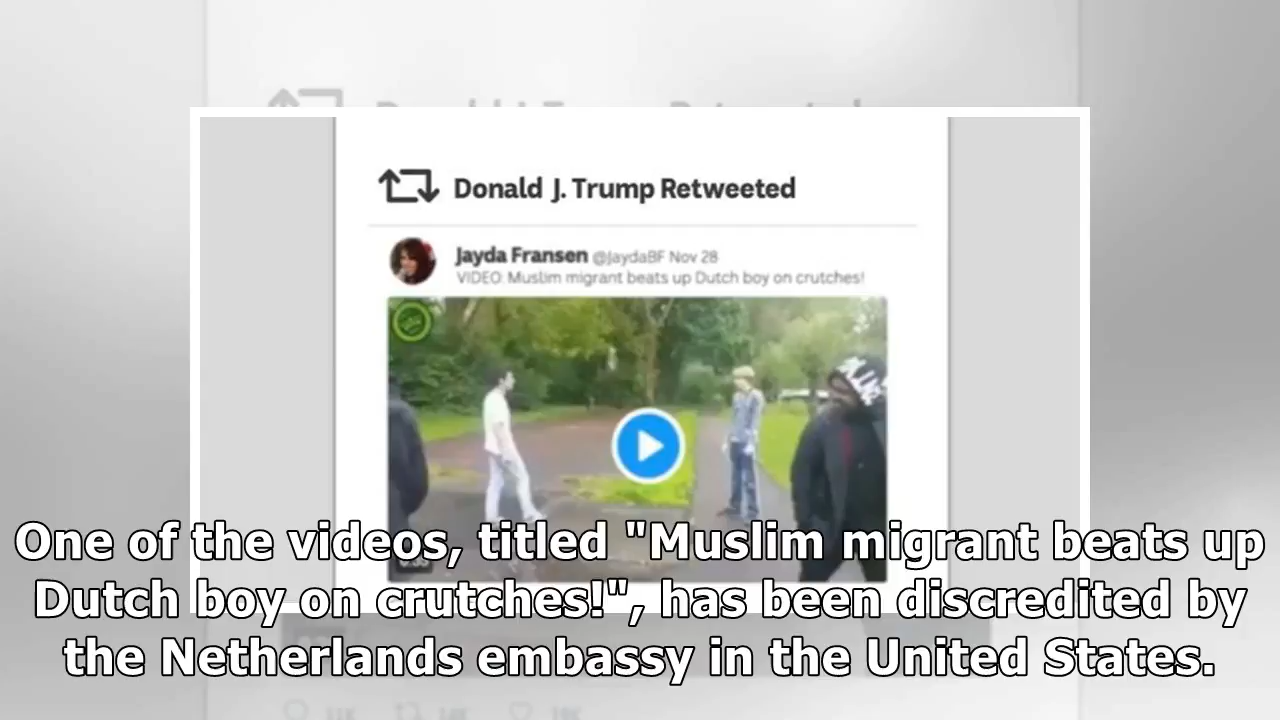 Donald J. Trump Retweeted
Jayda Fransen @JaydaBF Nov 28
VIDEO: Muslim migrant beats up Dutch boy on crutches!
One of the videos, titled "Muslim migrant beats up
Dutch boy on crutches!", has been discredited by
the Netherlands embassy in the United States.